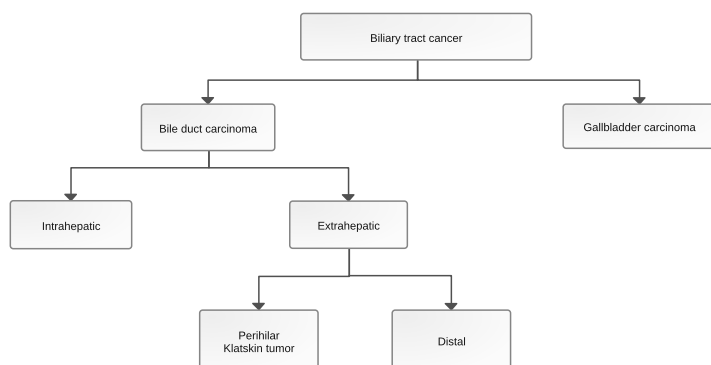 Biliary tract cancer
Bile duct carcinoma
Gallbladder carcinoma
Intrahepatic
Extrahepatic
Perihilar
Klatskin tumor
Distal